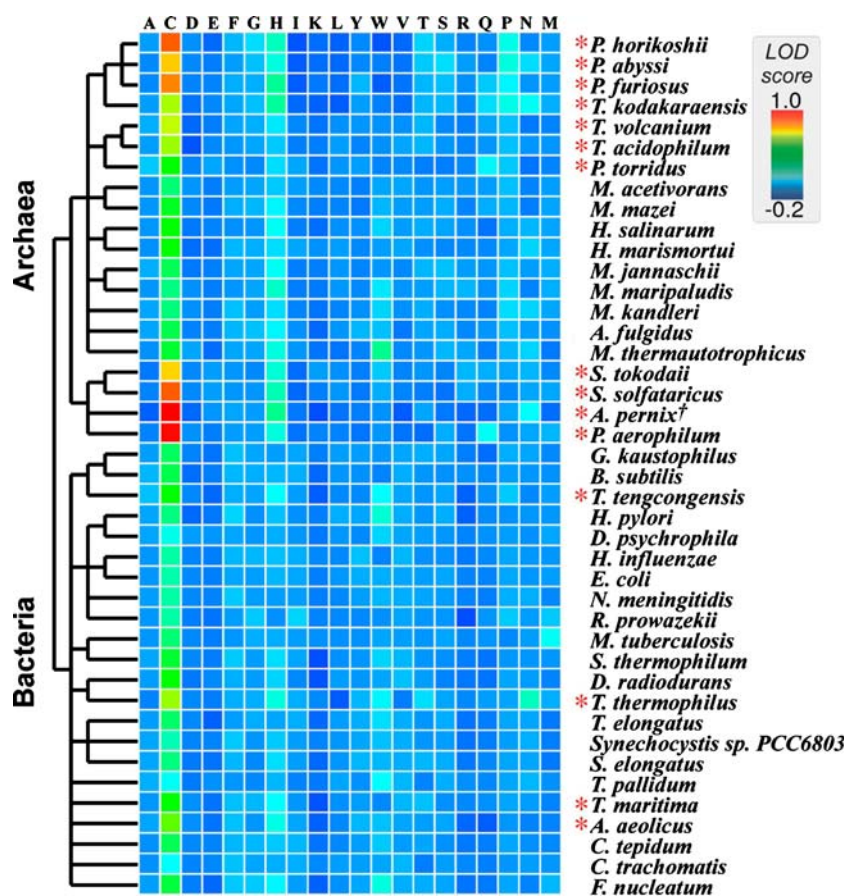 A C D E F G H I K L Y W V T S R Q P N M
* P. horikoshii
* P. abyssi
* P. furiosus
* T. kodakaraensis
* T. volcanium
* T. acidophilum
* P. torridus
M. acetivorans
M. mazei
H. salinarum
H. marismortui
M. jannaschii
M. maripaludis
M. kandleri
A. fulgidus
M. thermautotrophicus
* S. tokodaii
* S. solfataricus
* A. pernix†
* P. aerophilum
G. kaustophilus
B. subtilis
* T. tengcongensis
H. pylori
D. psychrophila
H. influenzae
E. coli
N. meningitidis
R. prowazekii
M. tuberculosis
S. thermophilum
D. radiodurans
* T. thermophilus
T. elongatus
Synechocystis sp. PCC6803
S. elongatus
T. pallidum
* T. maritima
* A. aeolicus
C. tepidum
C. trachomatis
F. nucleatum
Archaea
Bacteria
LOD
score
1.0
-0.2